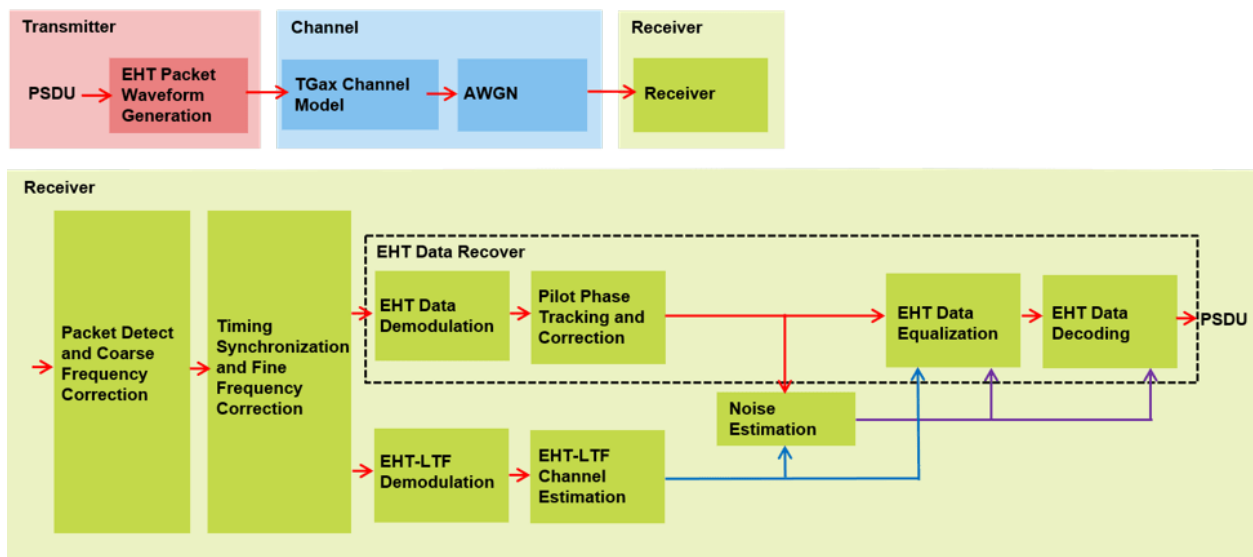 Transmitter
PSDU
EHT Packet
Waveform
Generation
Channel
TGax Channel
Model
AWGN
Receiver
Receiver
Receiver
Packet Detect
and Coarse
Frequency
Correction
Timing
Synchronization
and Fine
Frequency
Correction
EHT Data Recover
EHT Data
Demodulation
Pilot Phase
Tracking and
Correction
EHT Data
Equalization
EHT Data
Decoding
PSDU
Noise
Estimation
EHT-LTF
Demodulation
EHT-LTF
Channel
Estimation